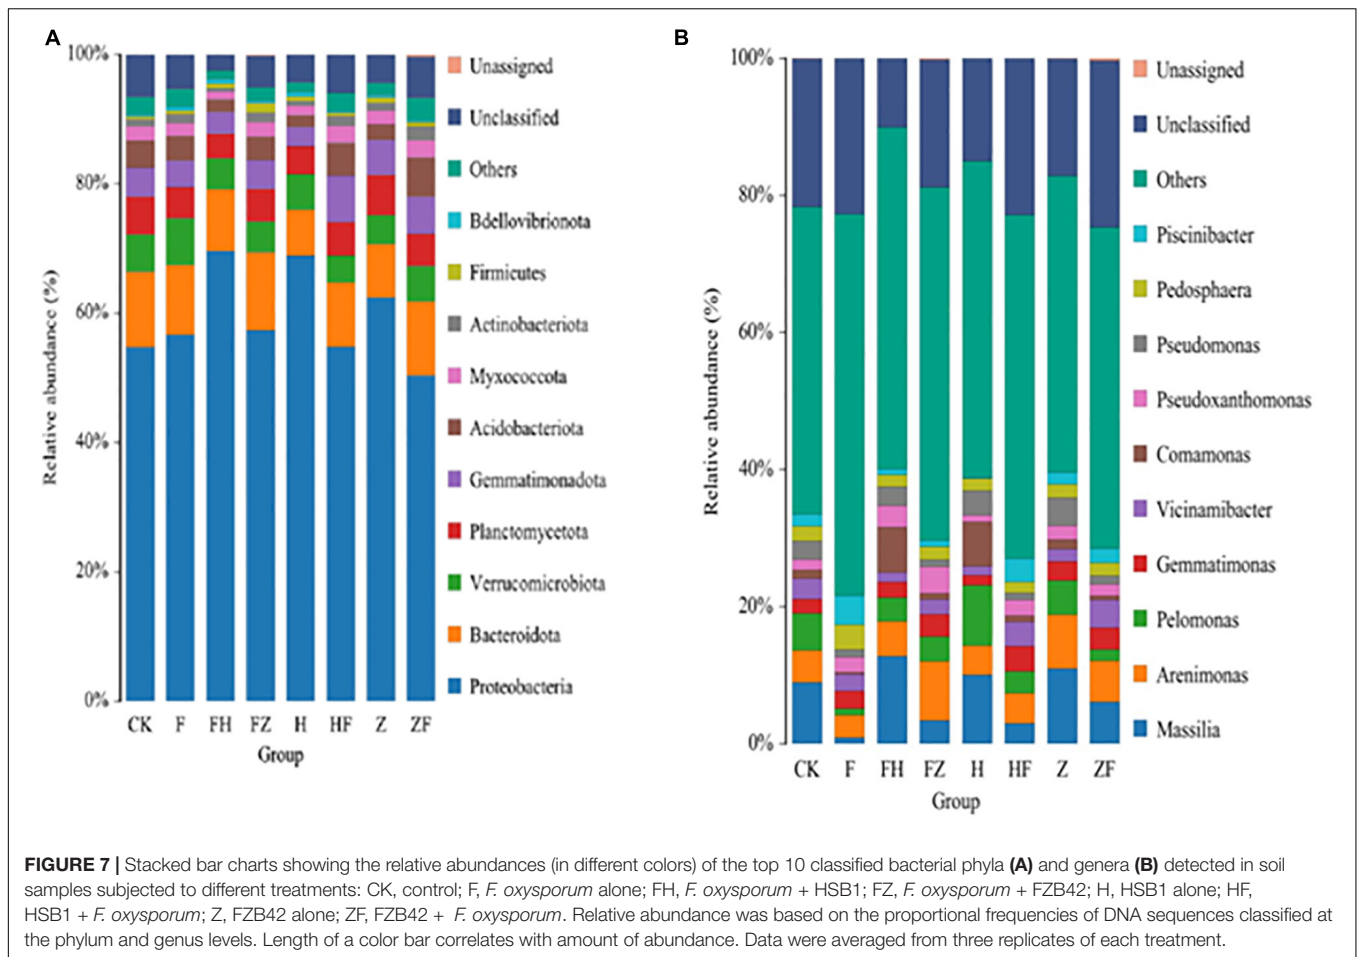 A
100%
80%
60%
40%
20%
0%
Relative abundance (%)
CK F FH FZ H HF Z ZF
Group
Unassigned
Unclassified
Others
Bdellovibrionota
Firmicutes
Actinobacteriota
Myxococcota
Acidobacteriota
Gemmatimonadota
Planctomycetota
Verrucomicrobiota
Bacteroidota
Proteobacteria
B
100%
80%
60%
40%
20%
0%
Relative abundance (%)
CK F FH FZ H HF Z ZF
Group
Unassigned
Unclassified
Others
Piscinibacter
Pedosphaera
Pseudomonas
Pseudoxanthomonas
Comamonas
Vicinamibacter
Gemmatimonas
Pelomonas
Arenimonas
Massilia
FIGURE 7 | Stacked bar charts showing the relative abundances (in different colors) of the top 10 classified bacterial phyla (A) and genera (B) detected in soil
samples subjected to different treatments: CK, control; F, F. oxysporum alone; FH, F. oxysporum + HSB1; FZ, F. oxysporum + FZB42; H, HSB1 alone; HF,
HSB1 + F. oxysporum; Z, FZB42 alone; ZF, FZB42 + F. oxysporum. Relative abundance was based on the proportional frequencies of DNA sequences classified at
the phylum and genus levels. Length of a color bar correlates with amount of abundance. Data were averaged from three replicates of each treatment.